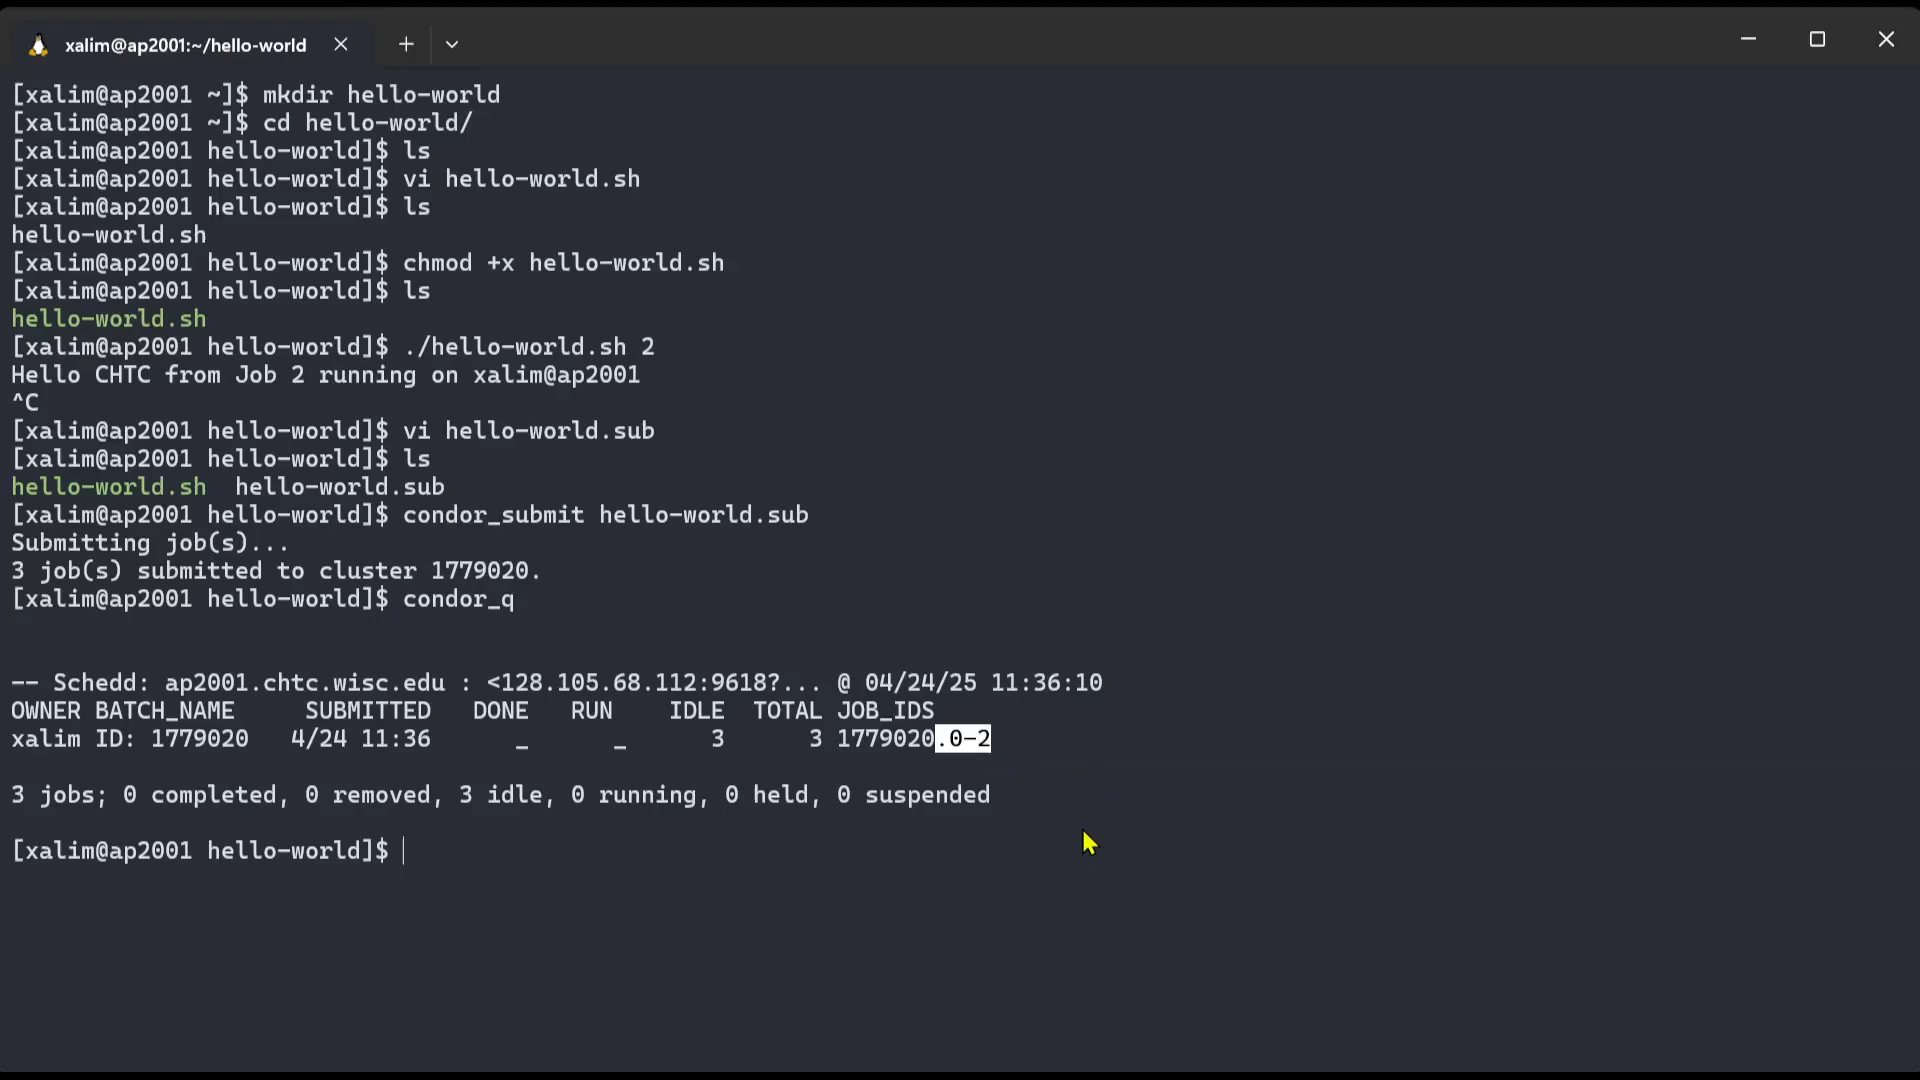 xalim@ap2001:~/hello-world
[xalim@ap2001 ~]$ mkdir hello-world
[xalim@ap2001 ~]$ cd hello-world/
[xalim@ap2001 hello-world]$ ls
[xalim@ap2001 hello-world]$ vi hello-world.sh
[xalim@ap2001 hello-world]$ ls
hello-world.sh
[xalim@ap2001 hello-world]$ chmod +x hello-world.sh
[xalim@ap2001 hello-world]$ ls
hello-world.sh
[xalim@ap2001 hello-world]$ ./hello-world.sh 2
Hello CHTC from Job 2 running on xalim@ap2001
^C
[xalim@ap2001 hello-world]$ vi hello-world.sub
[xalim@ap2001 hello-world]$ ls
hello-world.sh  hello-world.sub
[xalim@ap2001 hello-world]$ condor_submit hello-world.sub
Submitting job(s)...
3 job(s) submitted to cluster 1779020.
[xalim@ap2001 hello-world]$ condor_q
-- Schedd: ap2001.chtc.wisc.edu : <128.105.68.112:9618?... @ 04/24/25 11:36:10
OWNER BATCH_NAME     SUBMITTED   DONE   RUN    IDLE  TOTAL JOB_IDS
xalim ID: 1779020   4/24 11:36      _      _      3      3 1779020.0-2
3 jobs; 0 completed, 0 removed, 3 idle, 0 running, 0 held, 0 suspended
[xalim@ap2001 hello-world]$